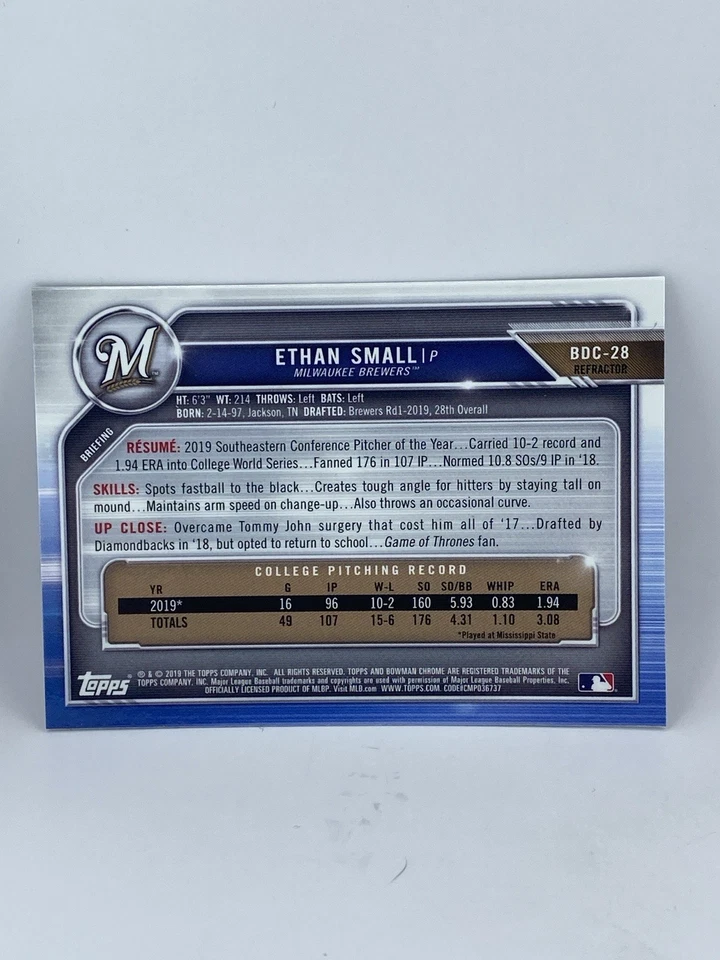 M
ETHAN SMALL | P
MILWAUKEE BREWERS™
BDC-28
REFRACTOR
HT: 6'3" WT: 214 THROWS: Left BATS: Left
BORN: 2-14-97, Jackson, TN DRAFTED: Brewers Rd1-2019, 28th Overall
BRIEFING
RÉSUMÉ: 2019 Southeastern Conference Pitcher of the Year...Carried 10-2 record and
1.94 ERA into College World Series...Fanned 176 in 107 IP...Normed 10.8 SOs/9 IP in '18.
SKILLS: Spots fastball to the black...Creates tough angle for hitters by staying tall on
mound...Maintains arm speed on change-up...Also throws an occasional curve.
UP CLOSE: Overcame Tommy John surgery that cost him all of '17...Drafted by
Diamondbacks in '18, but opted to return to school...Game of Thrones fan.
COLLEGE PITCHING RECORD
YR G IP W-L SO SO/BB WHIP ERA
2019* 16 96 10-2 160 5.93 0.83 1.94
TOTALS 49 107 15-6 176 4.31 1.10 3.08
*Played at Mississippi State
Topps
® & © 2019 THE TOPPS COMPANY, INC. ALL RIGHTS RESERVED. TOPPS AND BOWMAN CHROME ARE REGISTERED TRADEMARKS OF THE
TOPPS COMPANY, INC. Major League Baseball trademarks and copyrights are used with permission of Major League Baseball Properties, Inc.
OFFICIALLY LICENSED PRODUCT OF MLBP. Visit MLB.com WWW.TOPPS.COM CODE#CMP036737